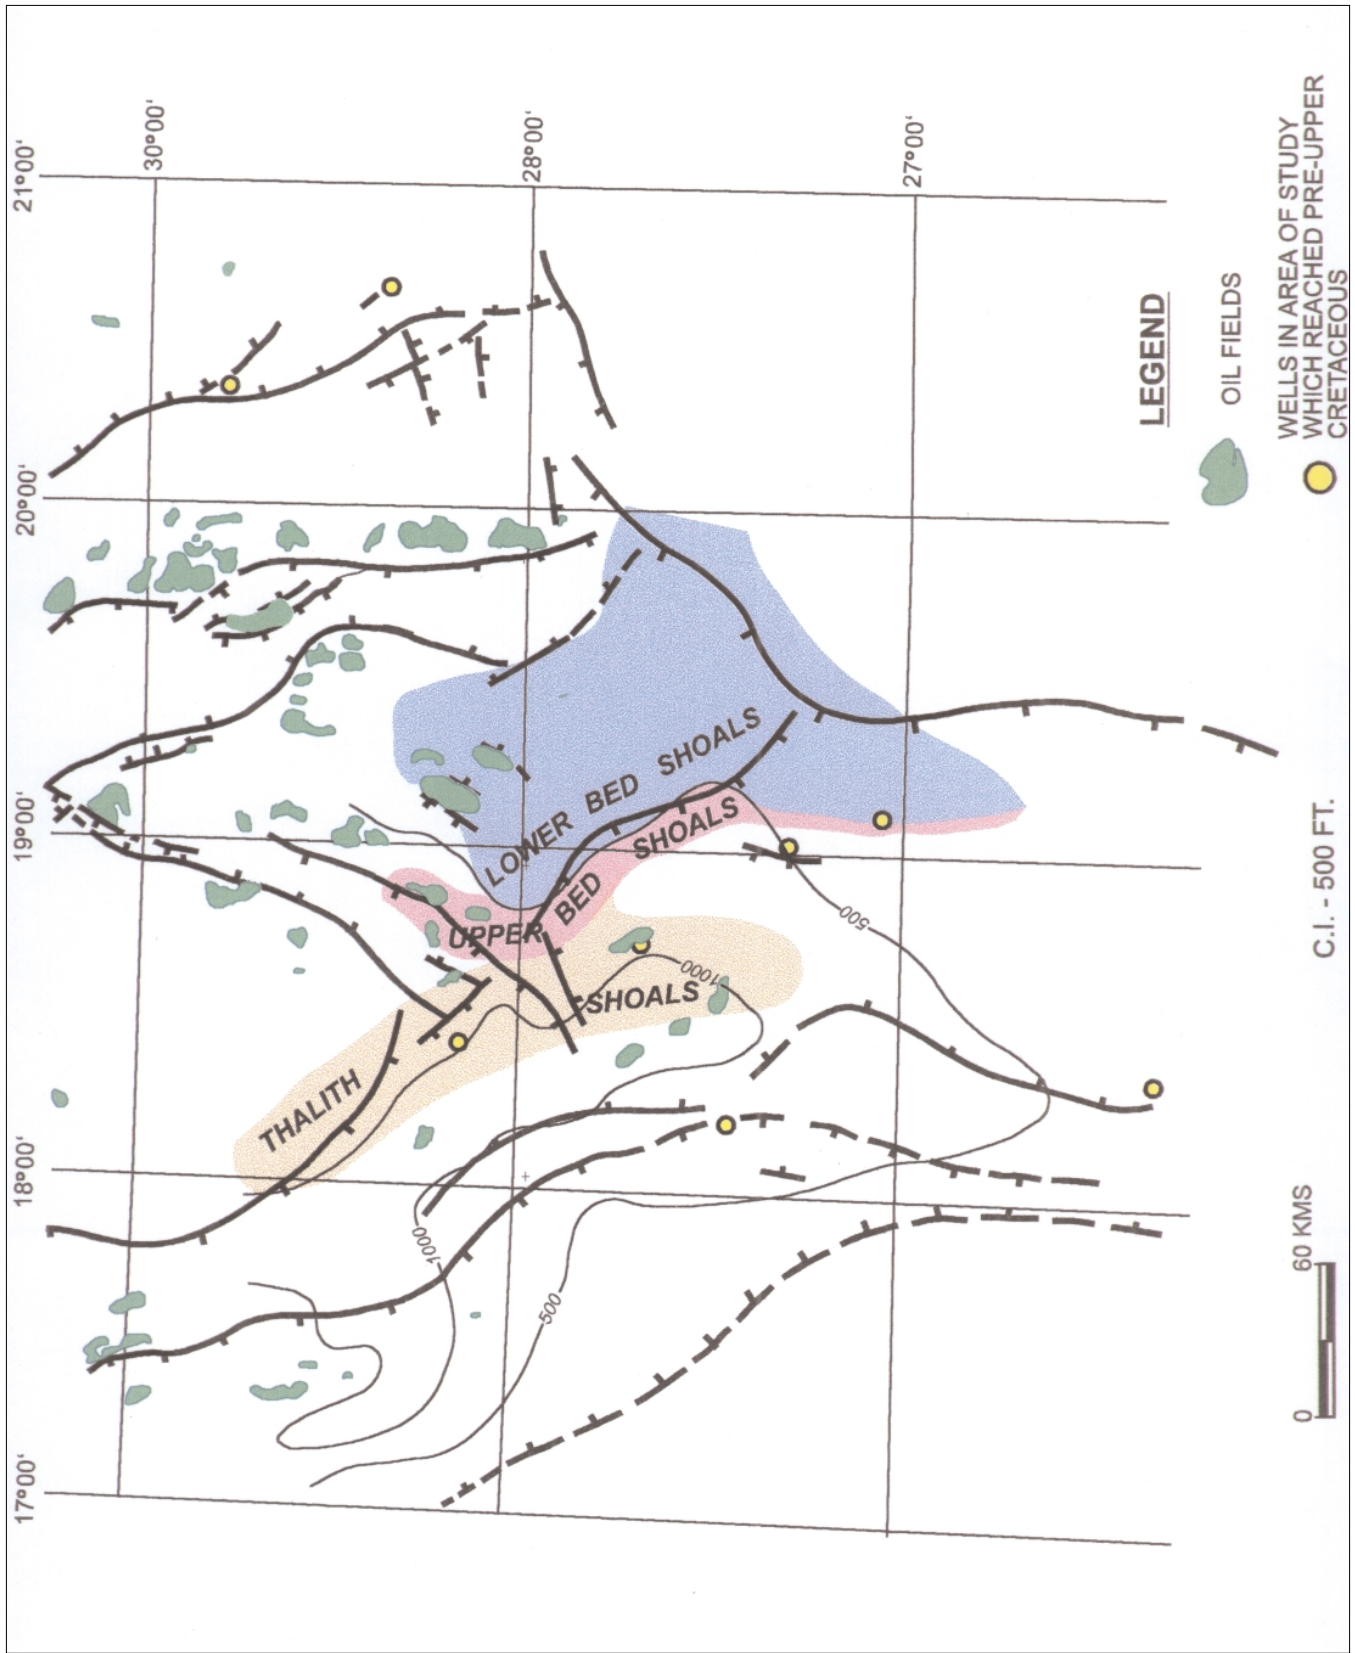 21°00'
20°00'
19°00'
18°00'
17°00'
30°00'
28°00'
27°00'
LOWER BED SHOALS
UPPER BED SHOALS
THALITH SHOALS
500
1000
1000
500
LEGEND
OIL FIELDS
WELLS IN AREA OF STUDY
WHICH REACHED PRE-UPPER
CRETACEOUS
C.I. - 500 FT.
0 60 KMS